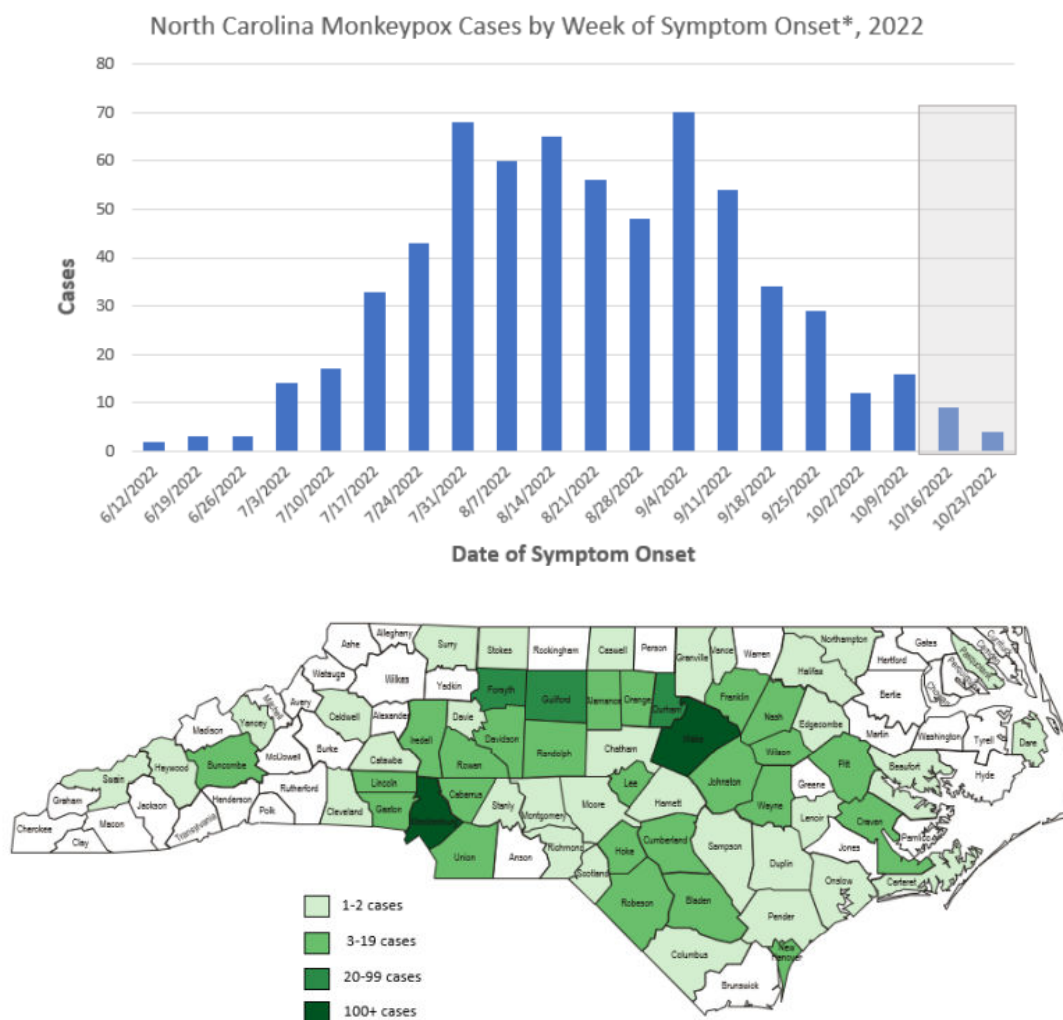 North Carolina Monkeypox Cases by Week of Symptom Onset*, 2022
80
70
60
50
40
30
20
10
0
Cases
6/12/2022
6/19/2022
6/26/2022
7/3/2022
7/10/2022
7/17/2022
7/24/2022
7/31/2022
8/7/2022
8/14/2022
8/21/2022
8/28/2022
9/4/2022
9/11/2022
9/18/2022
9/25/2022
10/2/2022
10/9/2022
10/16/2022
10/23/2022
Date of Symptom Onset
Ashe
Alleghany
Surry
Stokes
Rockingham
Caswell
Person
Granville
Vance
Warren
Northampton
Gates
Hertford
Halifax
Bertie
Watauga
Wilkes
Yadkin
Forsyth
Guilford
Alamance
Orange
Durham
Franklin
Nash
Edgecombe
Martin
Washington
Tyrell
Dare
Mitchell
Avery
Caldwell
Alexander
Davie
Iredell
Davidson
Randolph
Chatham
Wake
Wilson
Pitt
Beaufort
Hyde
Madison
Yancey
McDowell
Burke
Catawba
Rowan
Swain
Haywood
Buncombe
Rutherford
Lincoln
Cabarrus
Lee
Johnston
Greene
Graham
Jackson
Henderson
Polk
Cleveland
Gaston
Stanly
Montgomery
Moore
Harnett
Wayne
Lenoir
Craven
Pamlico
Cherokee
Macon
Clay
Transylvania
Union
Anson
Richmond
Hoke
Cumberland
Sampson
Duplin
Jones
Carteret
Scotland
Robeson
Bladen
Pender
Onslow
Columbus
New
Hanover
Brunswick
1-2 cases
3-19 cases
20-99 cases
100+ cases